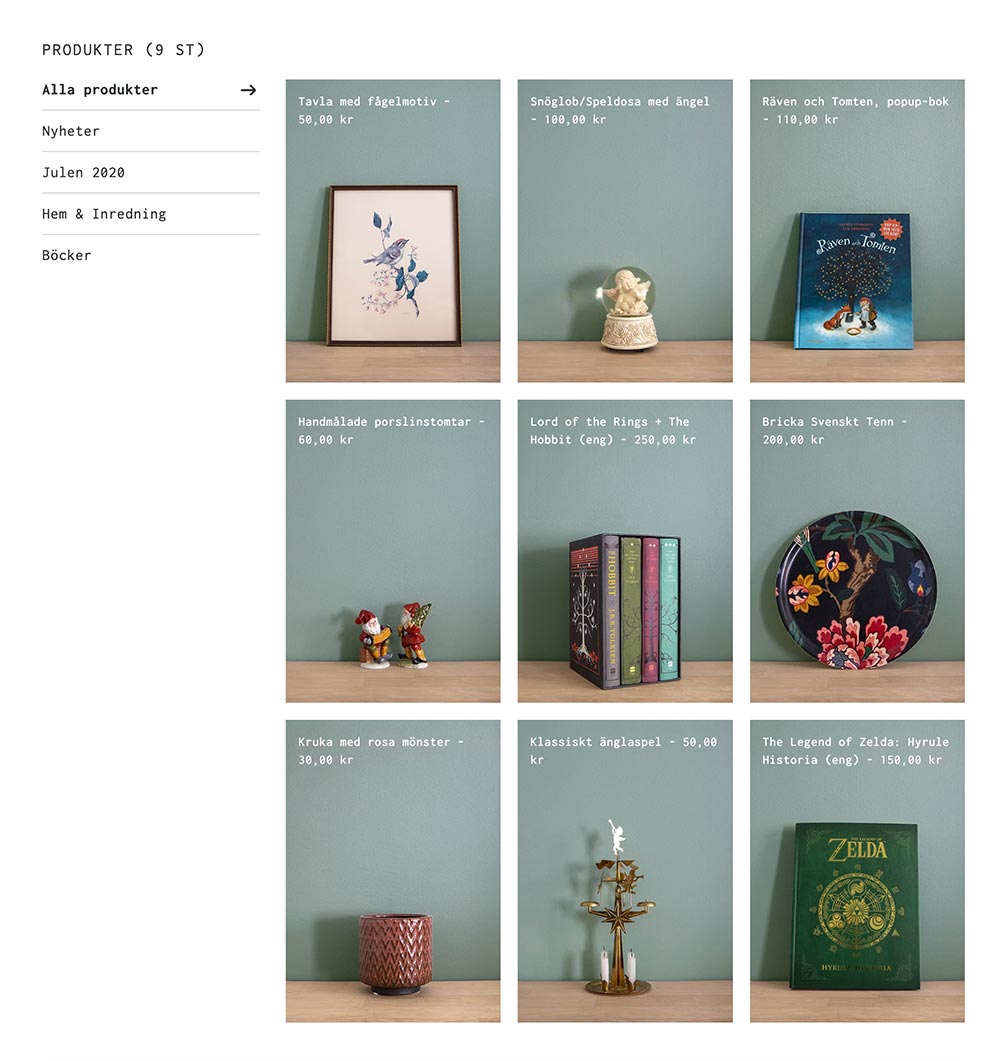 PRODUKTER (9 ST)
Alla produkter →
Nyheter
Julen 2020
Hem & Inredning
Böcker
Tavla med fågelmotiv –
50,00 kr
Snöglob/Speldosa med ängel
– 100,00 kr
Räven och Tomten, popup-bok
– 110,00 kr
Räven och Tomten
Handmålade porslinstomtar –
60,00 kr
Lord of the Rings + The
Hobbit (eng) – 250,00 kr
HOBBIT
J.R.R. TOLKIEN
Bricka Svenskt Tenn –
200,00 kr
Kruka med rosa mönster –
30,00 kr
Klassiskt änglaspel – 50,00
kr
The Legend of Zelda: Hyrule
Historia (eng) – 150,00 kr
THE LEGEND OF
ZELDA
HYRULE HISTORIA